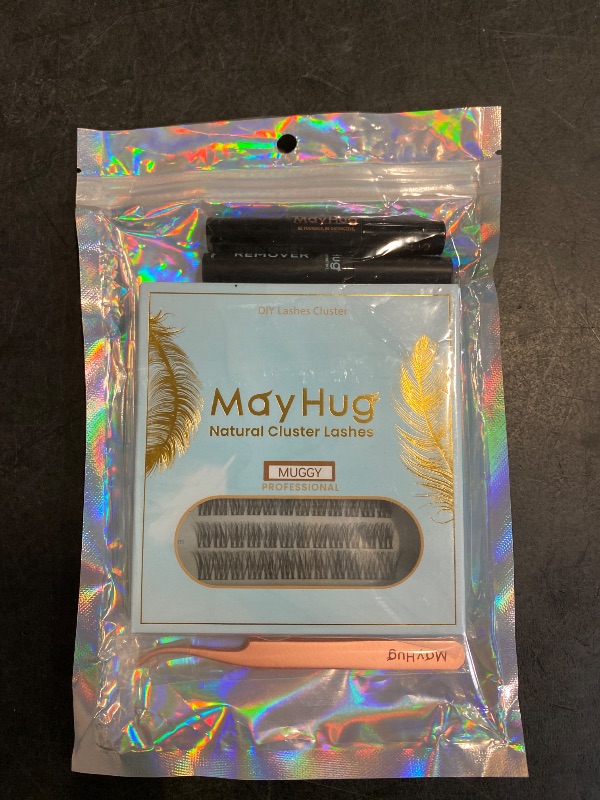 MayHug
REMOVER
DIY Lashes Cluster
MayHug
Natural Cluster Lashes
MUGGY
PROFESSIONAL
MayHug